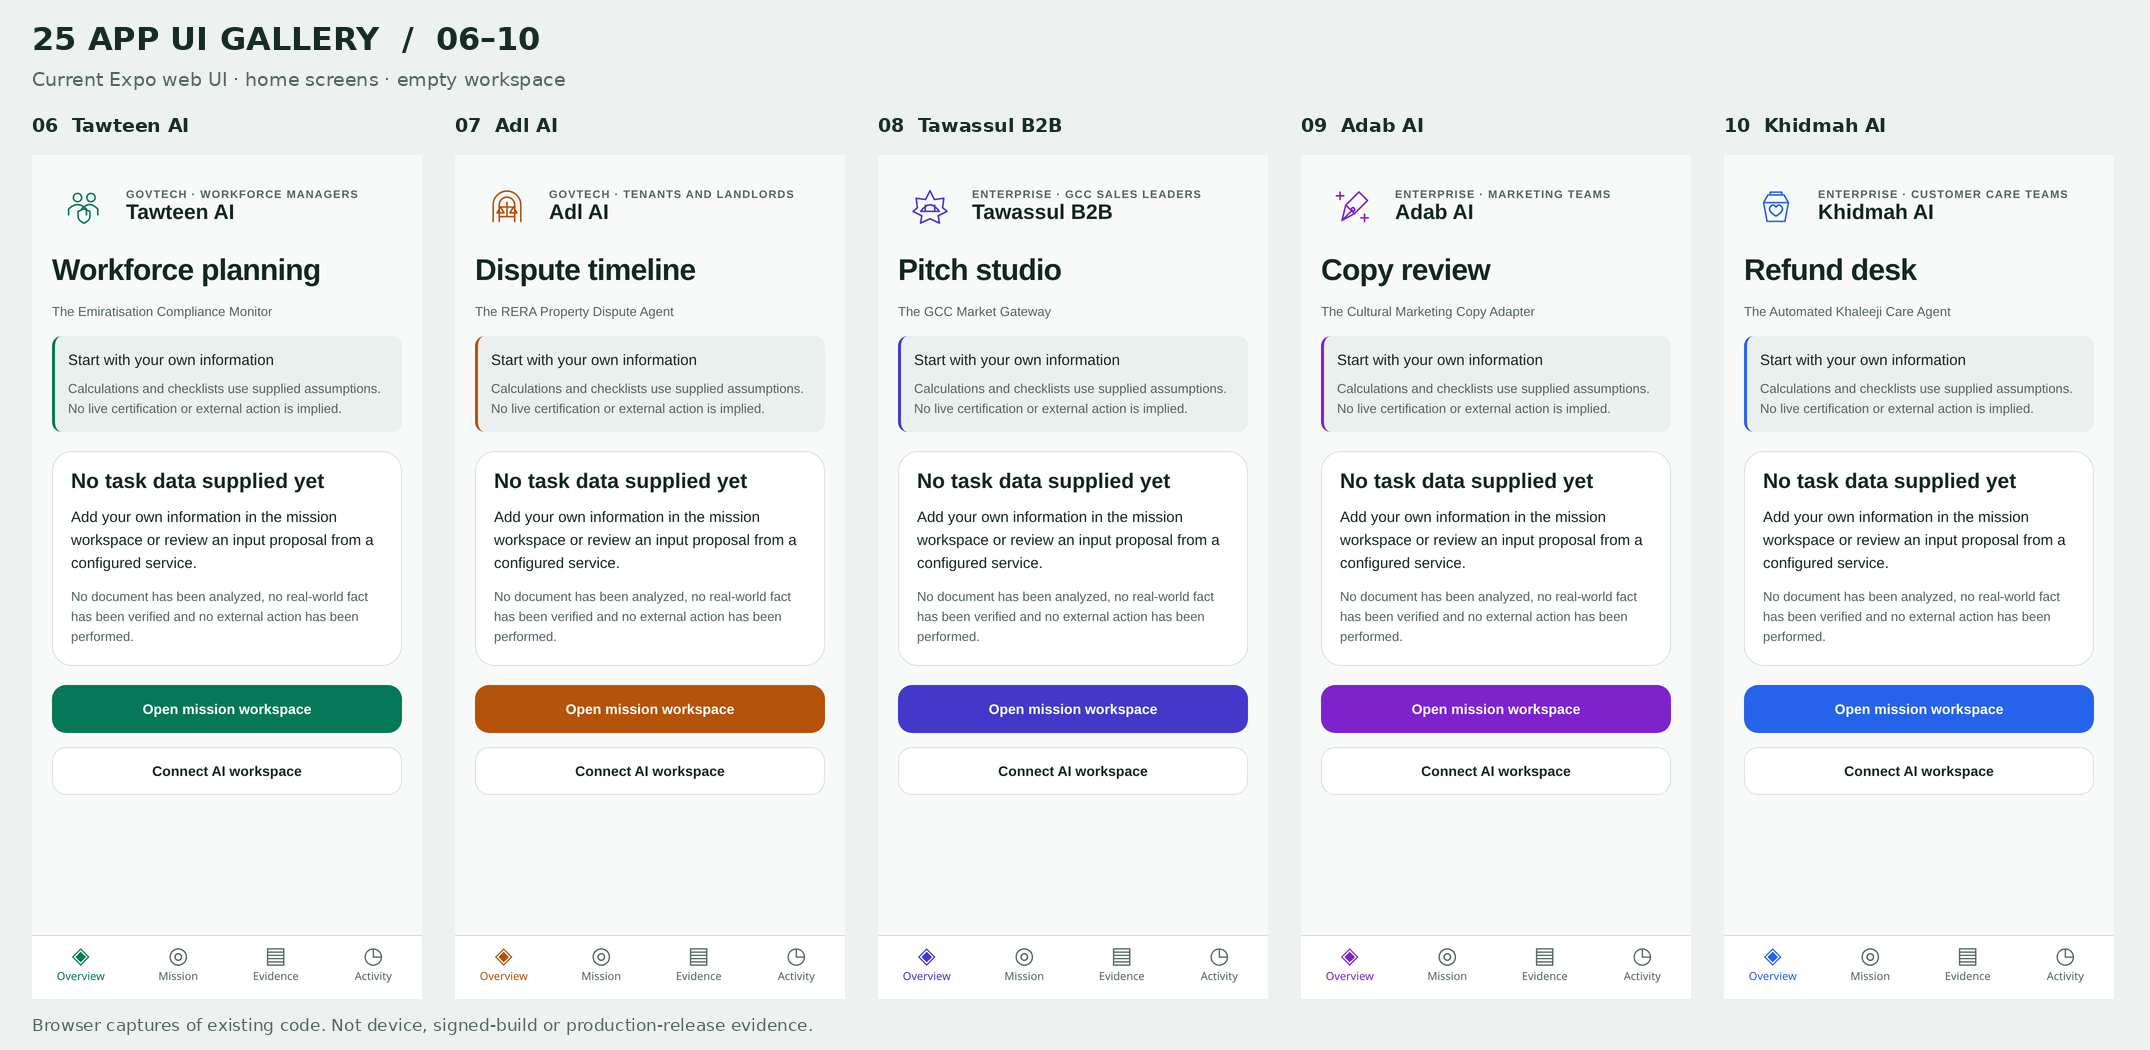 25 APP UI GALLERY / 06–10
Current Expo web UI · home screens · empty workspace
06 Tawteen AI
GOVTECH · WORKFORCE MANAGERS
Tawteen AI
Workforce planning
The Emiratisation Compliance Monitor
Start with your own information
Calculations and checklists use supplied assumptions.
No live certification or external action is implied.
No task data supplied yet
Add your own information in the mission
workspace or review an input proposal from a
configured service.
No document has been analyzed, no real-world fact
has been verified and no external action has been
performed.
Open mission workspace
Connect AI workspace
Overview
Mission
Evidence
Activity
07 Adl AI
GOVTECH · TENANTS AND LANDLORDS
Adl AI
Dispute timeline
The RERA Property Dispute Agent
Start with your own information
Calculations and checklists use supplied assumptions.
No live certification or external action is implied.
No task data supplied yet
Add your own information in the mission
workspace or review an input proposal from a
configured service.
No document has been analyzed, no real-world fact
has been verified and no external action has been
performed.
Open mission workspace
Connect AI workspace
Overview
Mission
Evidence
Activity
08 Tawassul B2B
ENTERPRISE · GCC SALES LEADERS
Tawassul B2B
Pitch studio
The GCC Market Gateway
Start with your own information
Calculations and checklists use supplied assumptions.
No live certification or external action is implied.
No task data supplied yet
Add your own information in the mission
workspace or review an input proposal from a
configured service.
No document has been analyzed, no real-world fact
has been verified and no external action has been
performed.
Open mission workspace
Connect AI workspace
Overview
Mission
Evidence
Activity
09 Adab AI
ENTERPRISE · MARKETING TEAMS
Adab AI
Copy review
The Cultural Marketing Copy Adapter
Start with your own information
Calculations and checklists use supplied assumptions.
No live certification or external action is implied.
No task data supplied yet
Add your own information in the mission
workspace or review an input proposal from a
configured service.
No document has been analyzed, no real-world fact
has been verified and no external action has been
performed.
Open mission workspace
Connect AI workspace
Overview
Mission
Evidence
Activity
10 Khidmah AI
ENTERPRISE · CUSTOMER CARE TEAMS
Khidmah AI
Refund desk
The Automated Khaleeji Care Agent
Start with your own information
Calculations and checklists use supplied assumptions.
No live certification or external action is implied.
No task data supplied yet
Add your own information in the mission
workspace or review an input proposal from a
configured service.
No document has been analyzed, no real-world fact
has been verified and no external action has been
performed.
Open mission workspace
Connect AI workspace
Overview
Mission
Evidence
Activity
Browser captures of existing code. Not device, signed-build or production-release evidence.